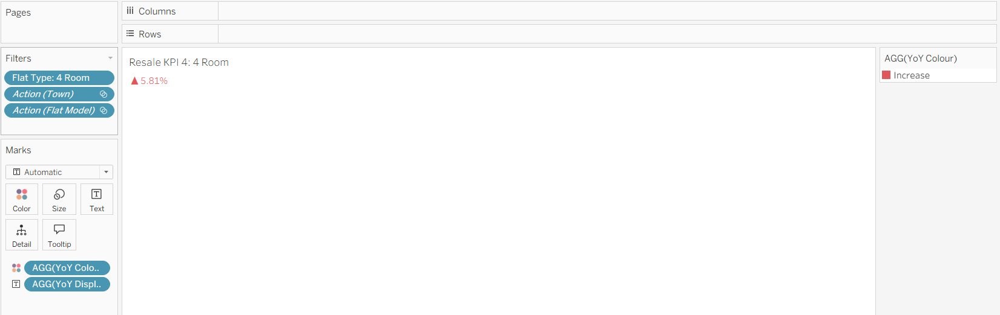 Pages
Columns
Rows
Filters
Flat Type: 4 Room
Action (Town)
Action (Flat Model)
Marks
Automatic
Color
Size
Text
Detail
Tooltip
AGG(YoY Colo..
AGG(YoY Displ..
Resale KPI 4: 4 Room
▲5.81%
AGG(YoY Colour)
Increase